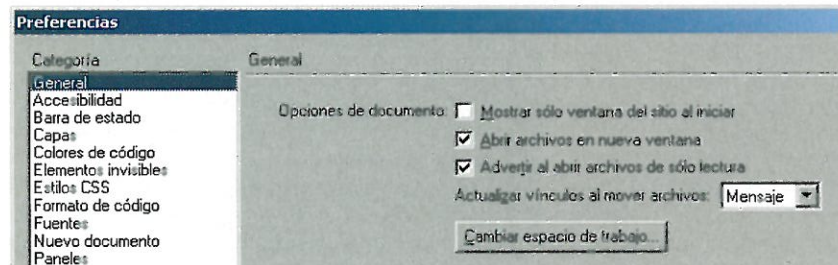 Preferencias
Categoría
General
General
Accesibilidad
Barra de estado
Capas
Colores de código
Elementos invisibles
Estilos CSS
Formato de código
Fuentes
Nuevo documento
Paneles
Opciones de documento:
Mostrar sólo ventana del sitio al iniciar
Abrir archivos en nueva ventana
Advertir al abrir archivos de sólo lectura
Actualizar vínculos al mover archivos: Mensaje
Cambiar espacio de trabajo...